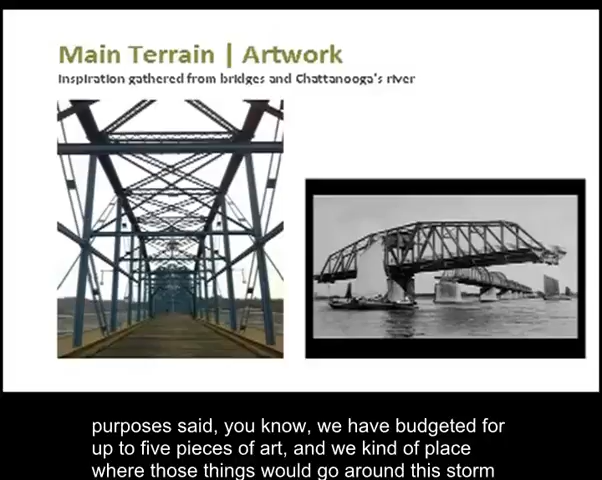 Main Terrain | Artwork
Inspiration gathered from bridges and Chattanooga's river
purposes said, you know, we have budgeted for
up to five pieces of art, and we kind of place
where those things would go around this storm